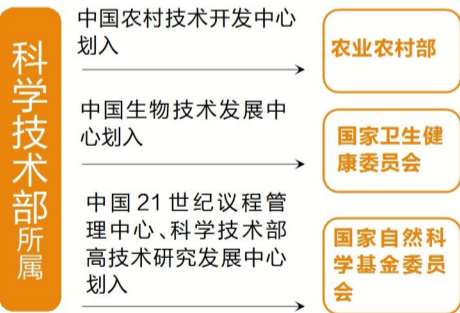 科学技术部所属
中国农村技术开发中心
划入
农业农村部
中国生物技术发展中
心划入
国家卫生健
康委员会
中国21世纪议程管
理中心、科学技术部
高技术研究发展中心
划入
国家自然科
学基金委员
会